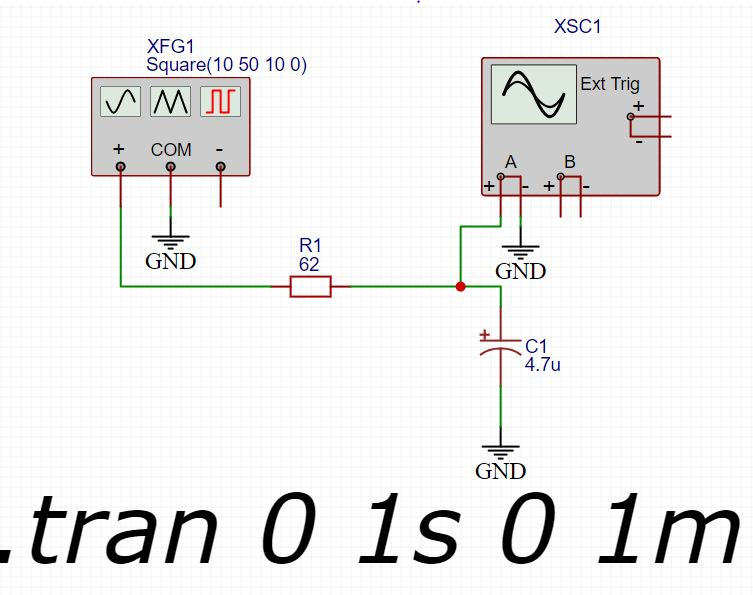 XFG1
Square(10 50 10 0)
+ COM -
GND
XSC1
Ext Trig
+
-
A B
+ - + -
GND
R1
62
+
C1
4.7u
GND
.tran 0 1s 0 1m